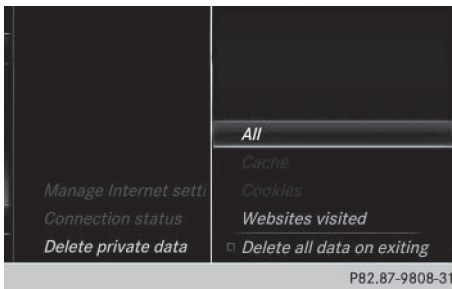 Manage Internet setti
Connection status
Delete private data
All
Cache
Cookies
Websites visited
Delete all data on exiting
P82.87-9808-31